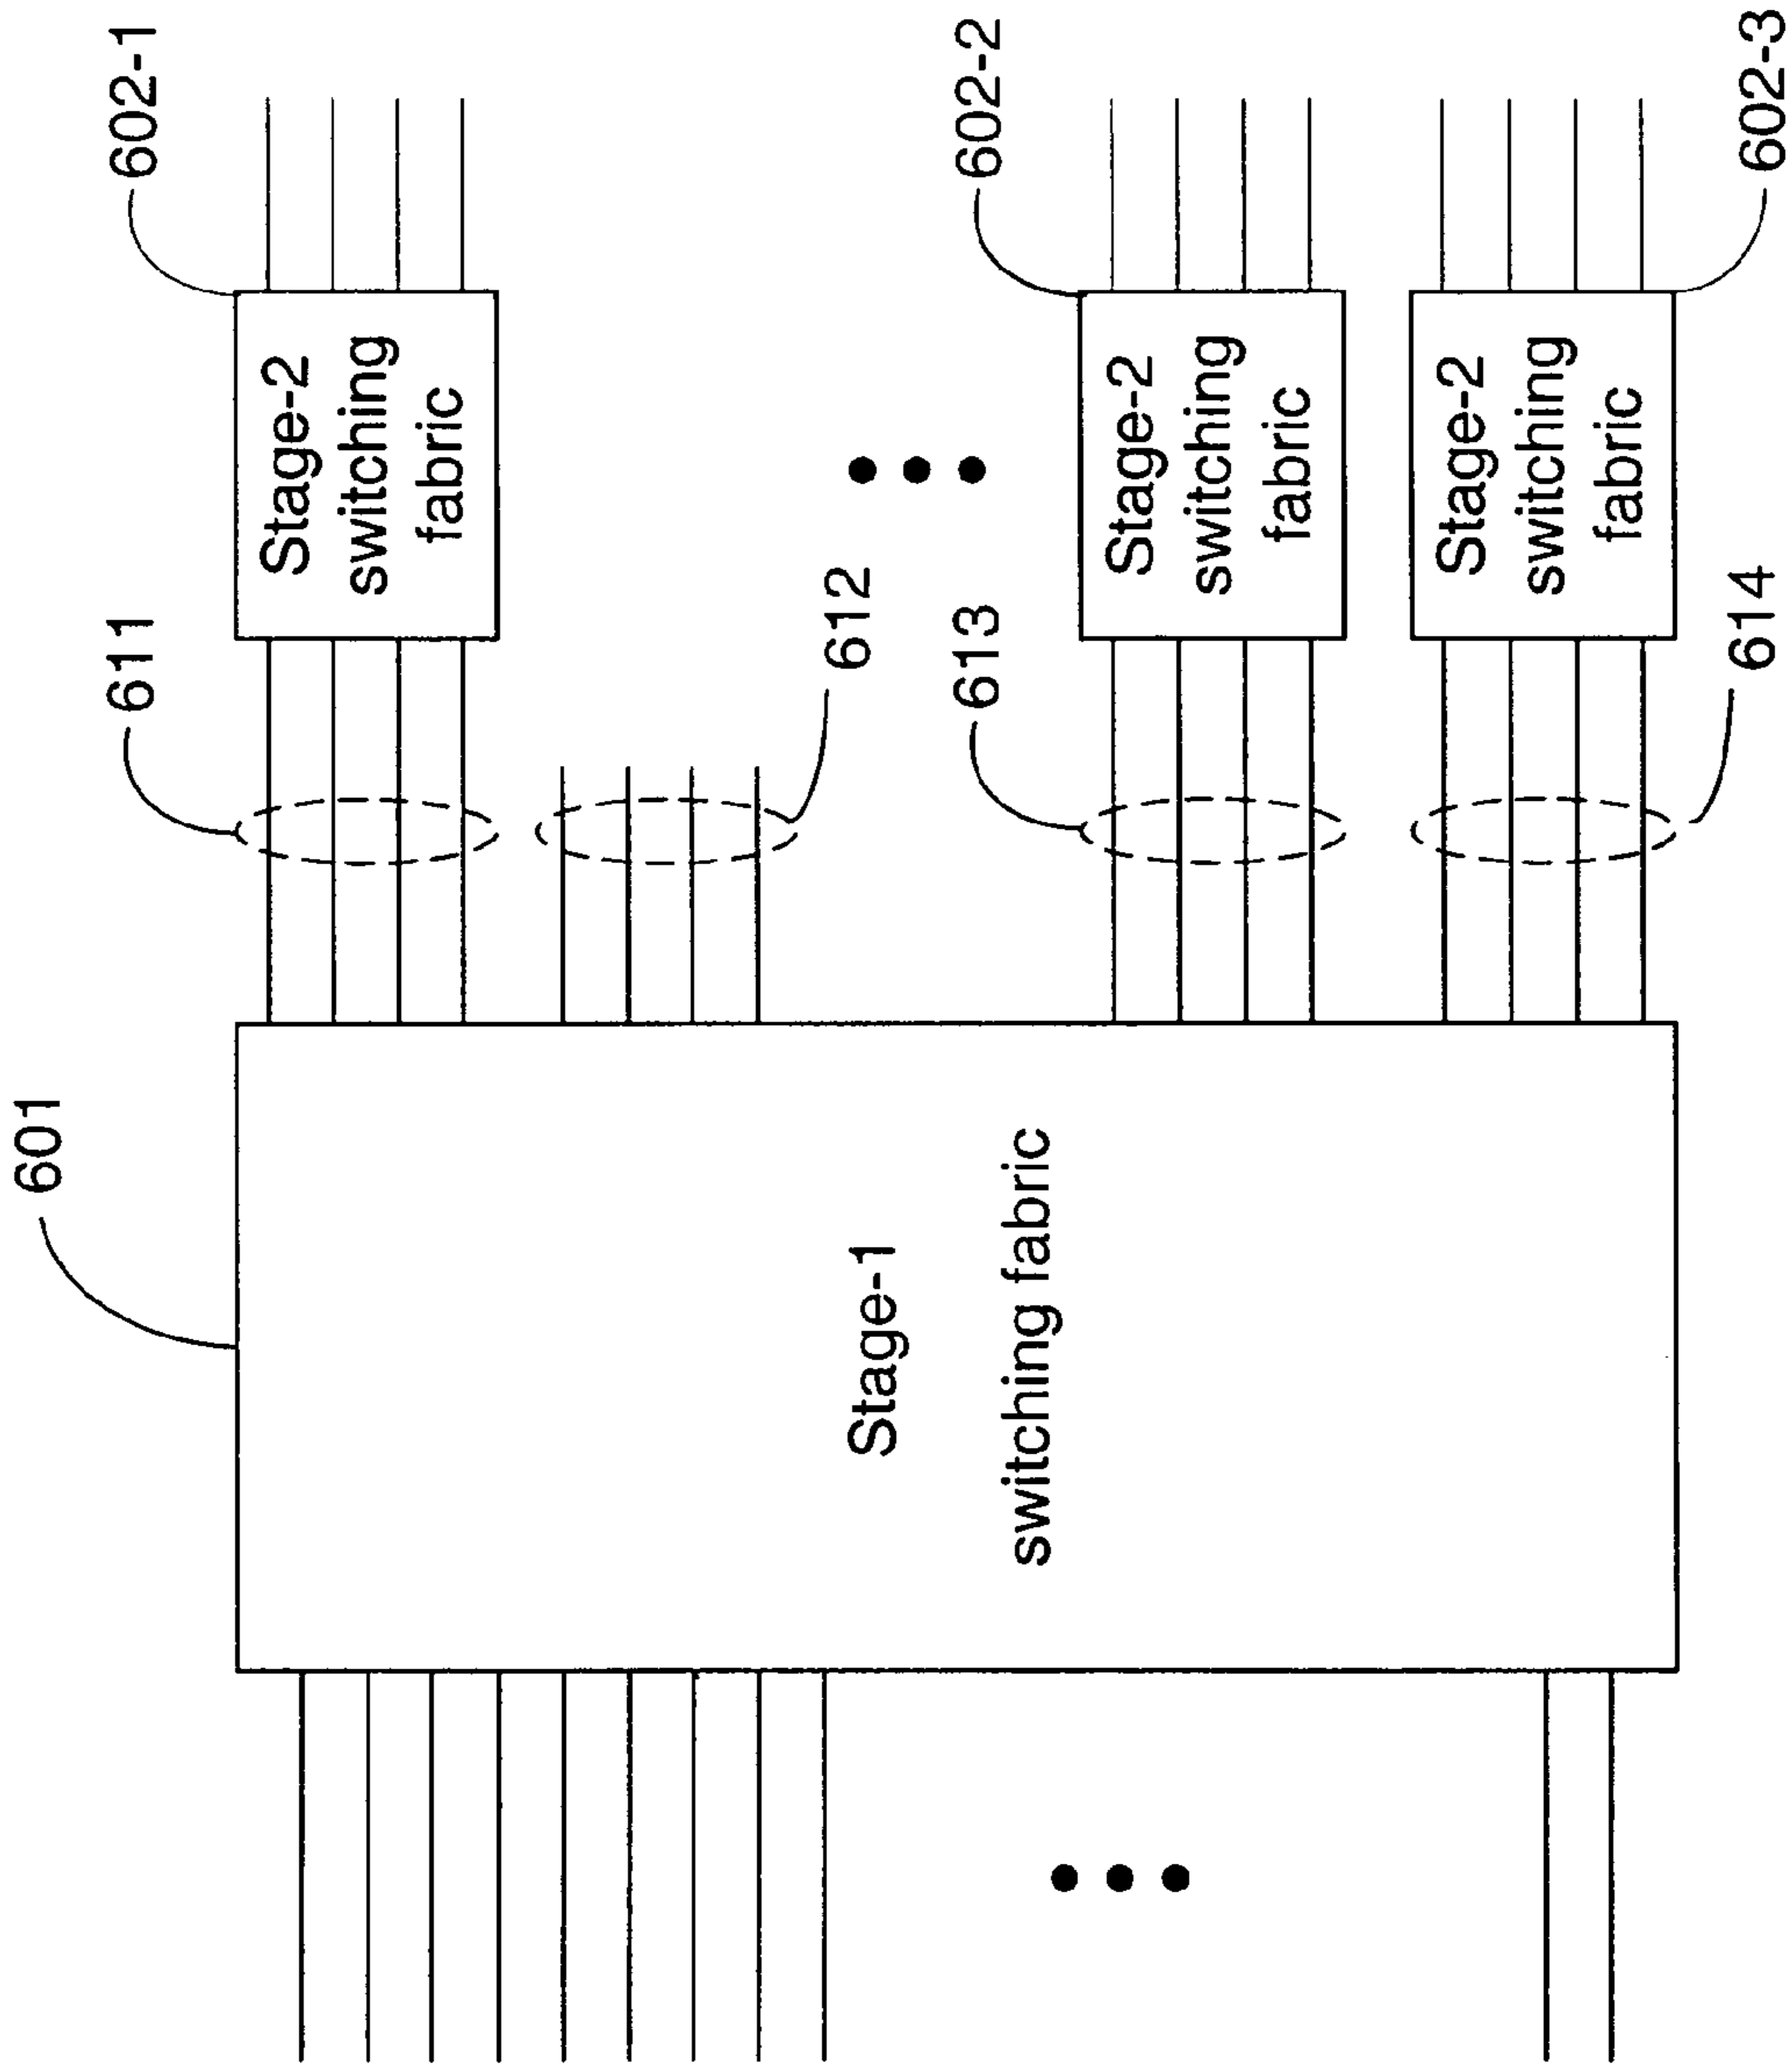 601
Stage-1
switching fabric
611
612
613
614
Stage-2
switching
fabric
602-1
Stage-2
switching
fabric
602-2
Stage-2
switching
fabric
602-3